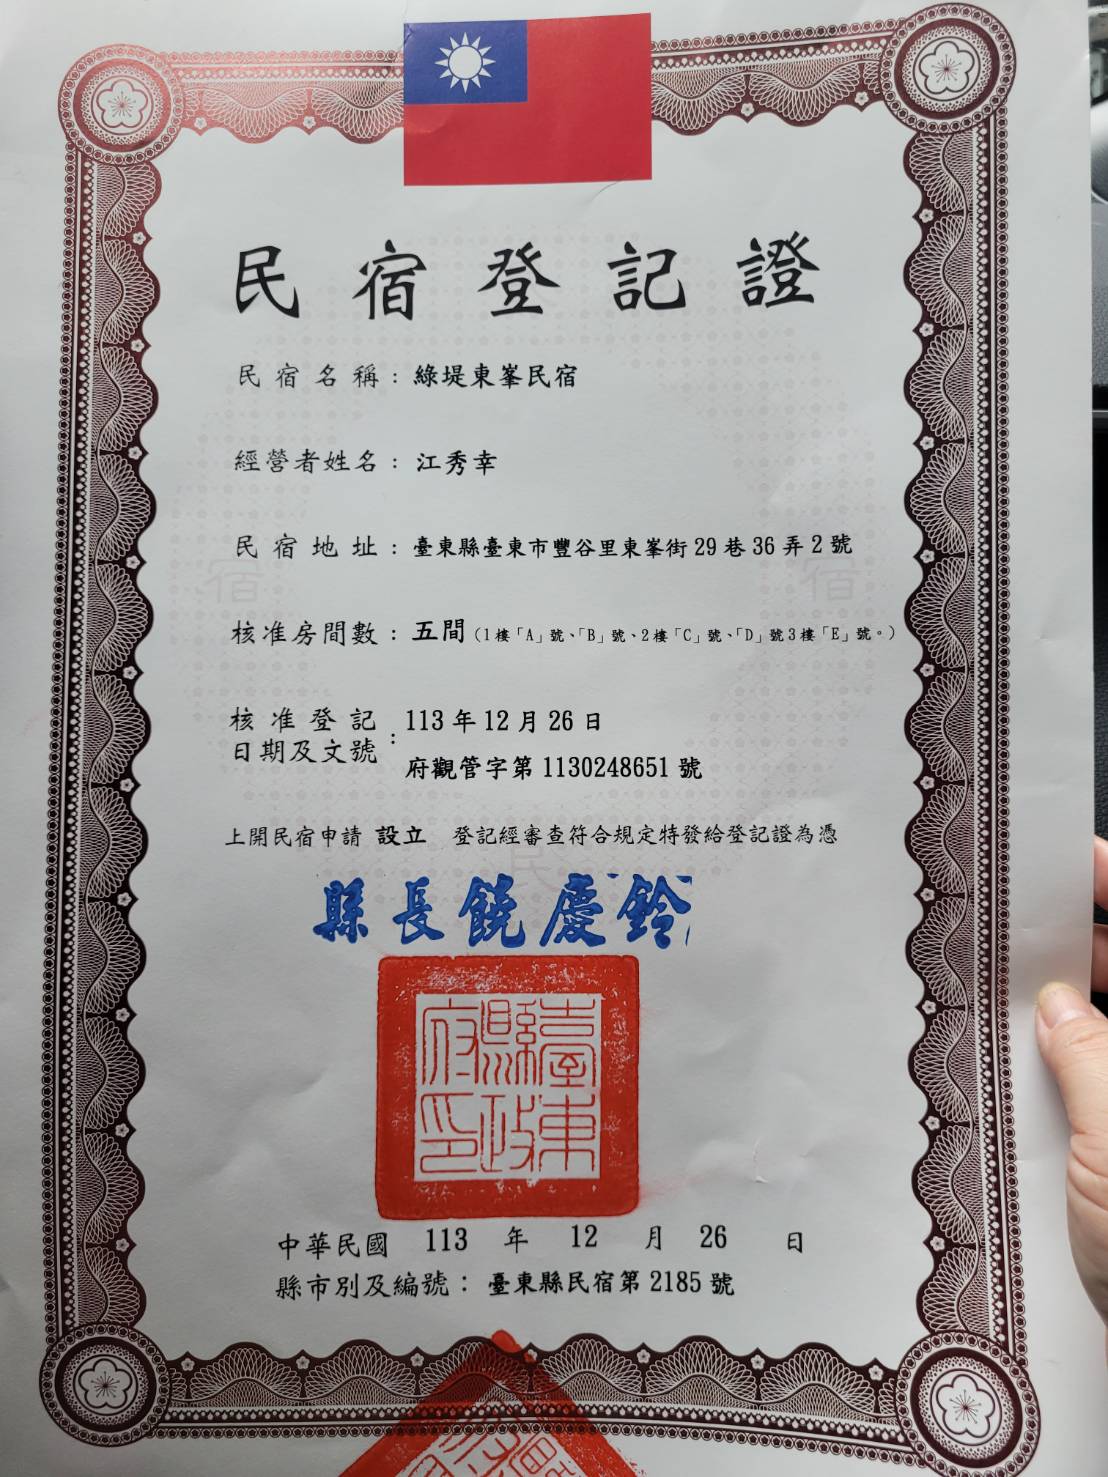 民宿登記證
民宿名稱：綠堤東峯民宿
經營者姓名：江秀幸
民宿地址：臺東縣臺東市豐谷里東峯街29巷36弄2號
核准房間數：五間（1樓「A」號、「B」號、2樓「C」號、「D」號3樓「E」號。）
核准登記日期及文號：113年12月26日
府觀管字第1130248651號
上開民宿申請 設立 登記經審查符合規定特發給登記證為憑
縣長饒慶鈴
臺東縣政府印
中華民國 113 年 12 月 26 日
縣市別及編號：臺東縣民宿第2185號